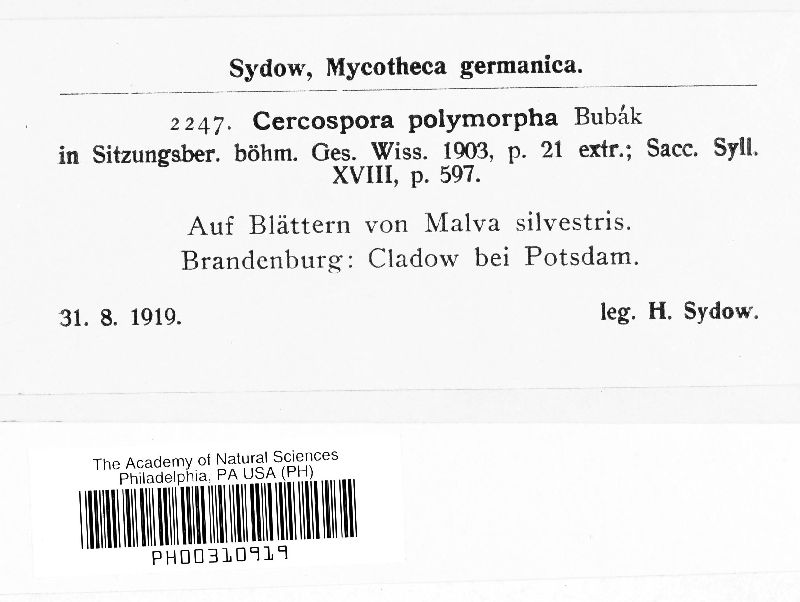 Sydow, Mycotheca germanica.
2247. Cercospora polymorpha Bubák
in Sitzungsber. böhm. Ges. Wiss. 1903, p. 21 extr.; Sacc. Syll.
XVIII, p. 597.
Auf Blättern von Malva silvestris.
Brandenburg: Cladow bei Potsdam.
31. 8. 1919. leg. H. Sydow.
The Academy of Natural Sciences
Philadelphia, PA USA (PH)
PH00310919